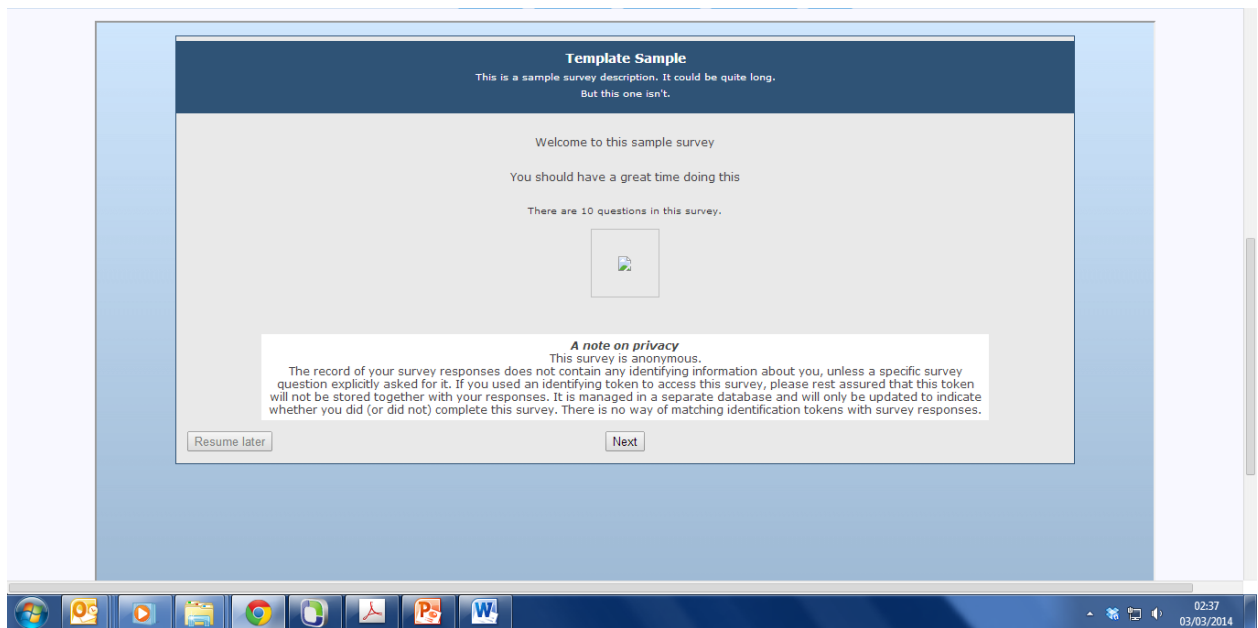 Template Sample
This is a sample survey description. It could be quite long.
But this one isn't.
Welcome to this sample survey
You should have a great time doing this
There are 10 questions in this survey.
A note on privacy
This survey is anonymous.
The record of your survey responses does not contain any identifying information about you, unless a specific survey
question explicitly asked for it. If you used an identifying token to access this survey, please rest assured that this token
will not be stored together with your responses. It is managed in a separate database and will only be updated to indicate
whether you did (or did not) complete this survey. There is no way of matching identification tokens with survey responses.
Resume later
Next
02:37
03/03/2014